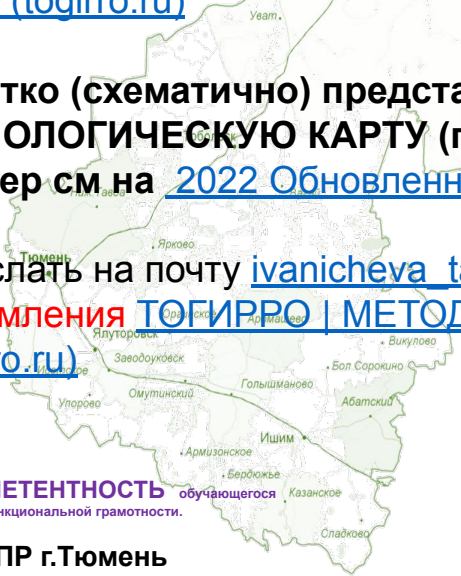 (togirro.ru)
Уват.
тко (схематично) предста
ОЛОГИЧЕСКУЮ КАРТУ (п
ер см на 2022 Обновленн
Тюмень
Ярково
слать на почту ivanicheva_ta
мления ТОГИРРО | МЕТОД
Ялуторовск
Викулово
о.ru)
Заводоуковск
Бол Сорокино
Голышманово
Омутинский
Абатский
Упорово
Ишим
Армизонское
Бердюжье
ЕТЕНТНОСТЬ обучающегося
Казанское
нкциональной грамотности.
Сладково
ПР г.Тюмень